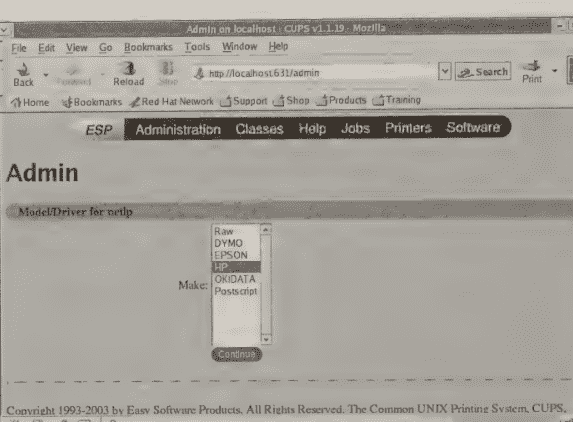 Admin on localhost | CUPS v1.1.19 - Mozilla
File Edit View Go Bookmarks Tools Window Help
Back Forward Reload Stop http://localhost:631/admin Search Print
Home Bookmarks Red Hat Network Support Shop Products Training
ESP Administration Classes Help Jobs Printers Software
Admin
Model/Driver for netlp
Make:
Raw
DYMO
EPSON
HP
OKIDATA
Postscript
Continue
Copyright 1993-2003 by Easy Software Products, All Rights Reserved. The Common UNIX Printing System, CUPS,